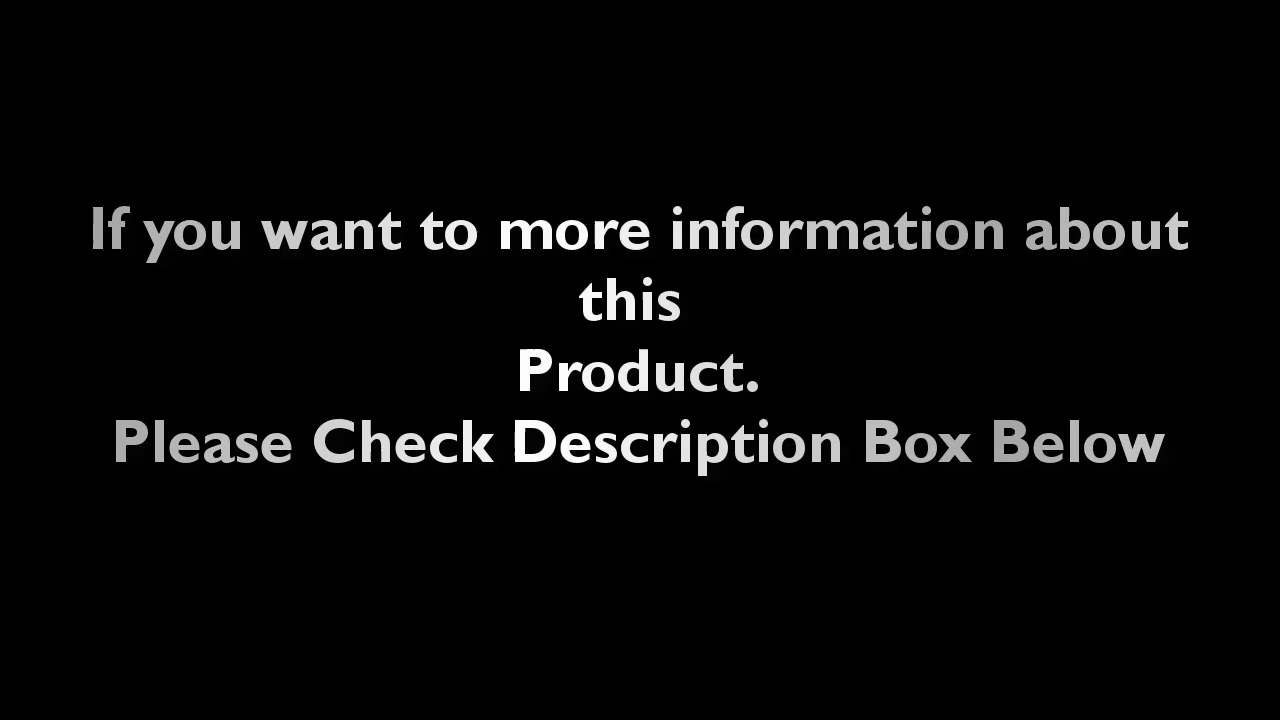 If you want to more information about
this
Product.
Please Check Description Box Below